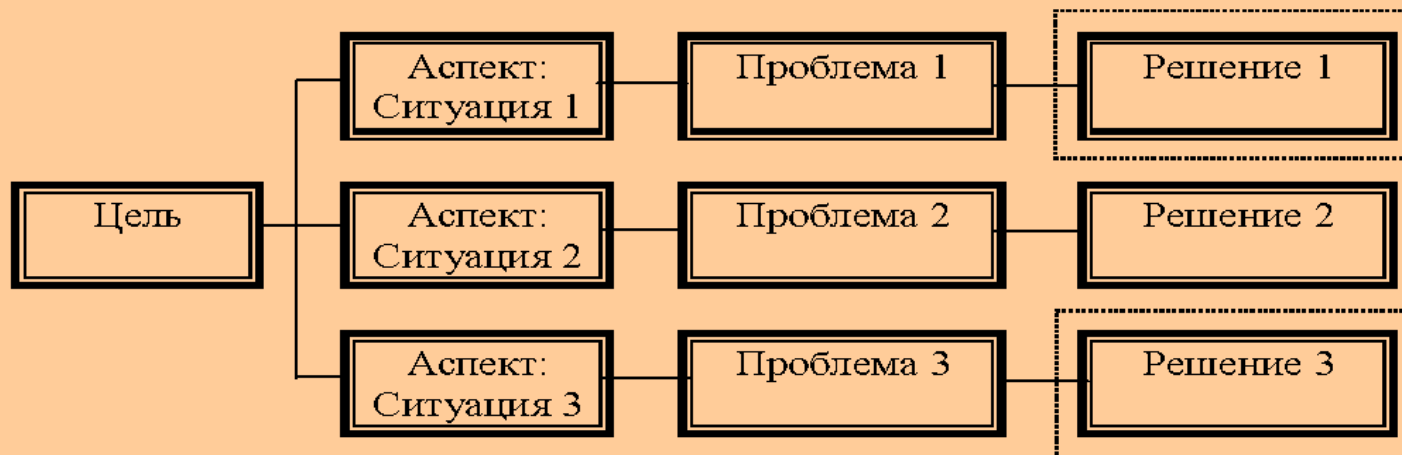 Аспект:
Ситуация 1
Проблема 1
Решение 1
Цель
Аспект:
Ситуация 2
Проблема 2
Решение 2
Аспект:
Ситуация 3
Проблема 3
Решение 3